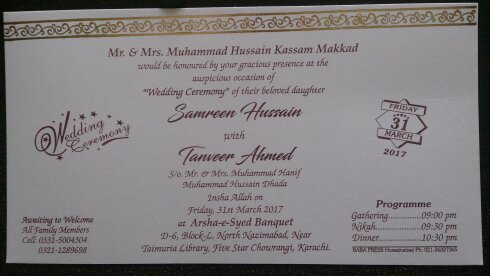 Mr. & Mrs. Muhammad Hussain Kassam Makkad
would be honoured by your gracious presence at the
auspicious occasion of
"Wedding Ceremony" of their beloved daughter
Samreen Hussain
with
Tanveer Ahmed
S/o. Mr. & Mrs. Muhammad Hanif
Muhammad Hussain Dhada
Insha Allah on
Friday, 31st March 2017
at Arsha-e-Syed Banquet
D-6, Block-L, North Nazimabad, Near
Taimuria Library, Five Star Chowrangi, Karachi.
Wedding
Ceremony
FRIDAY
31
MARCH
2017
Awaiting to Welcome
All Family Members
Cell: 0331-5004304
0321-1289698
Programme
Gathering..............09:00 pm
Nikah....................09:30 pm
Dinner...................10:30 pm
BABA PRESS Hussainabad Ph: 021-36327066